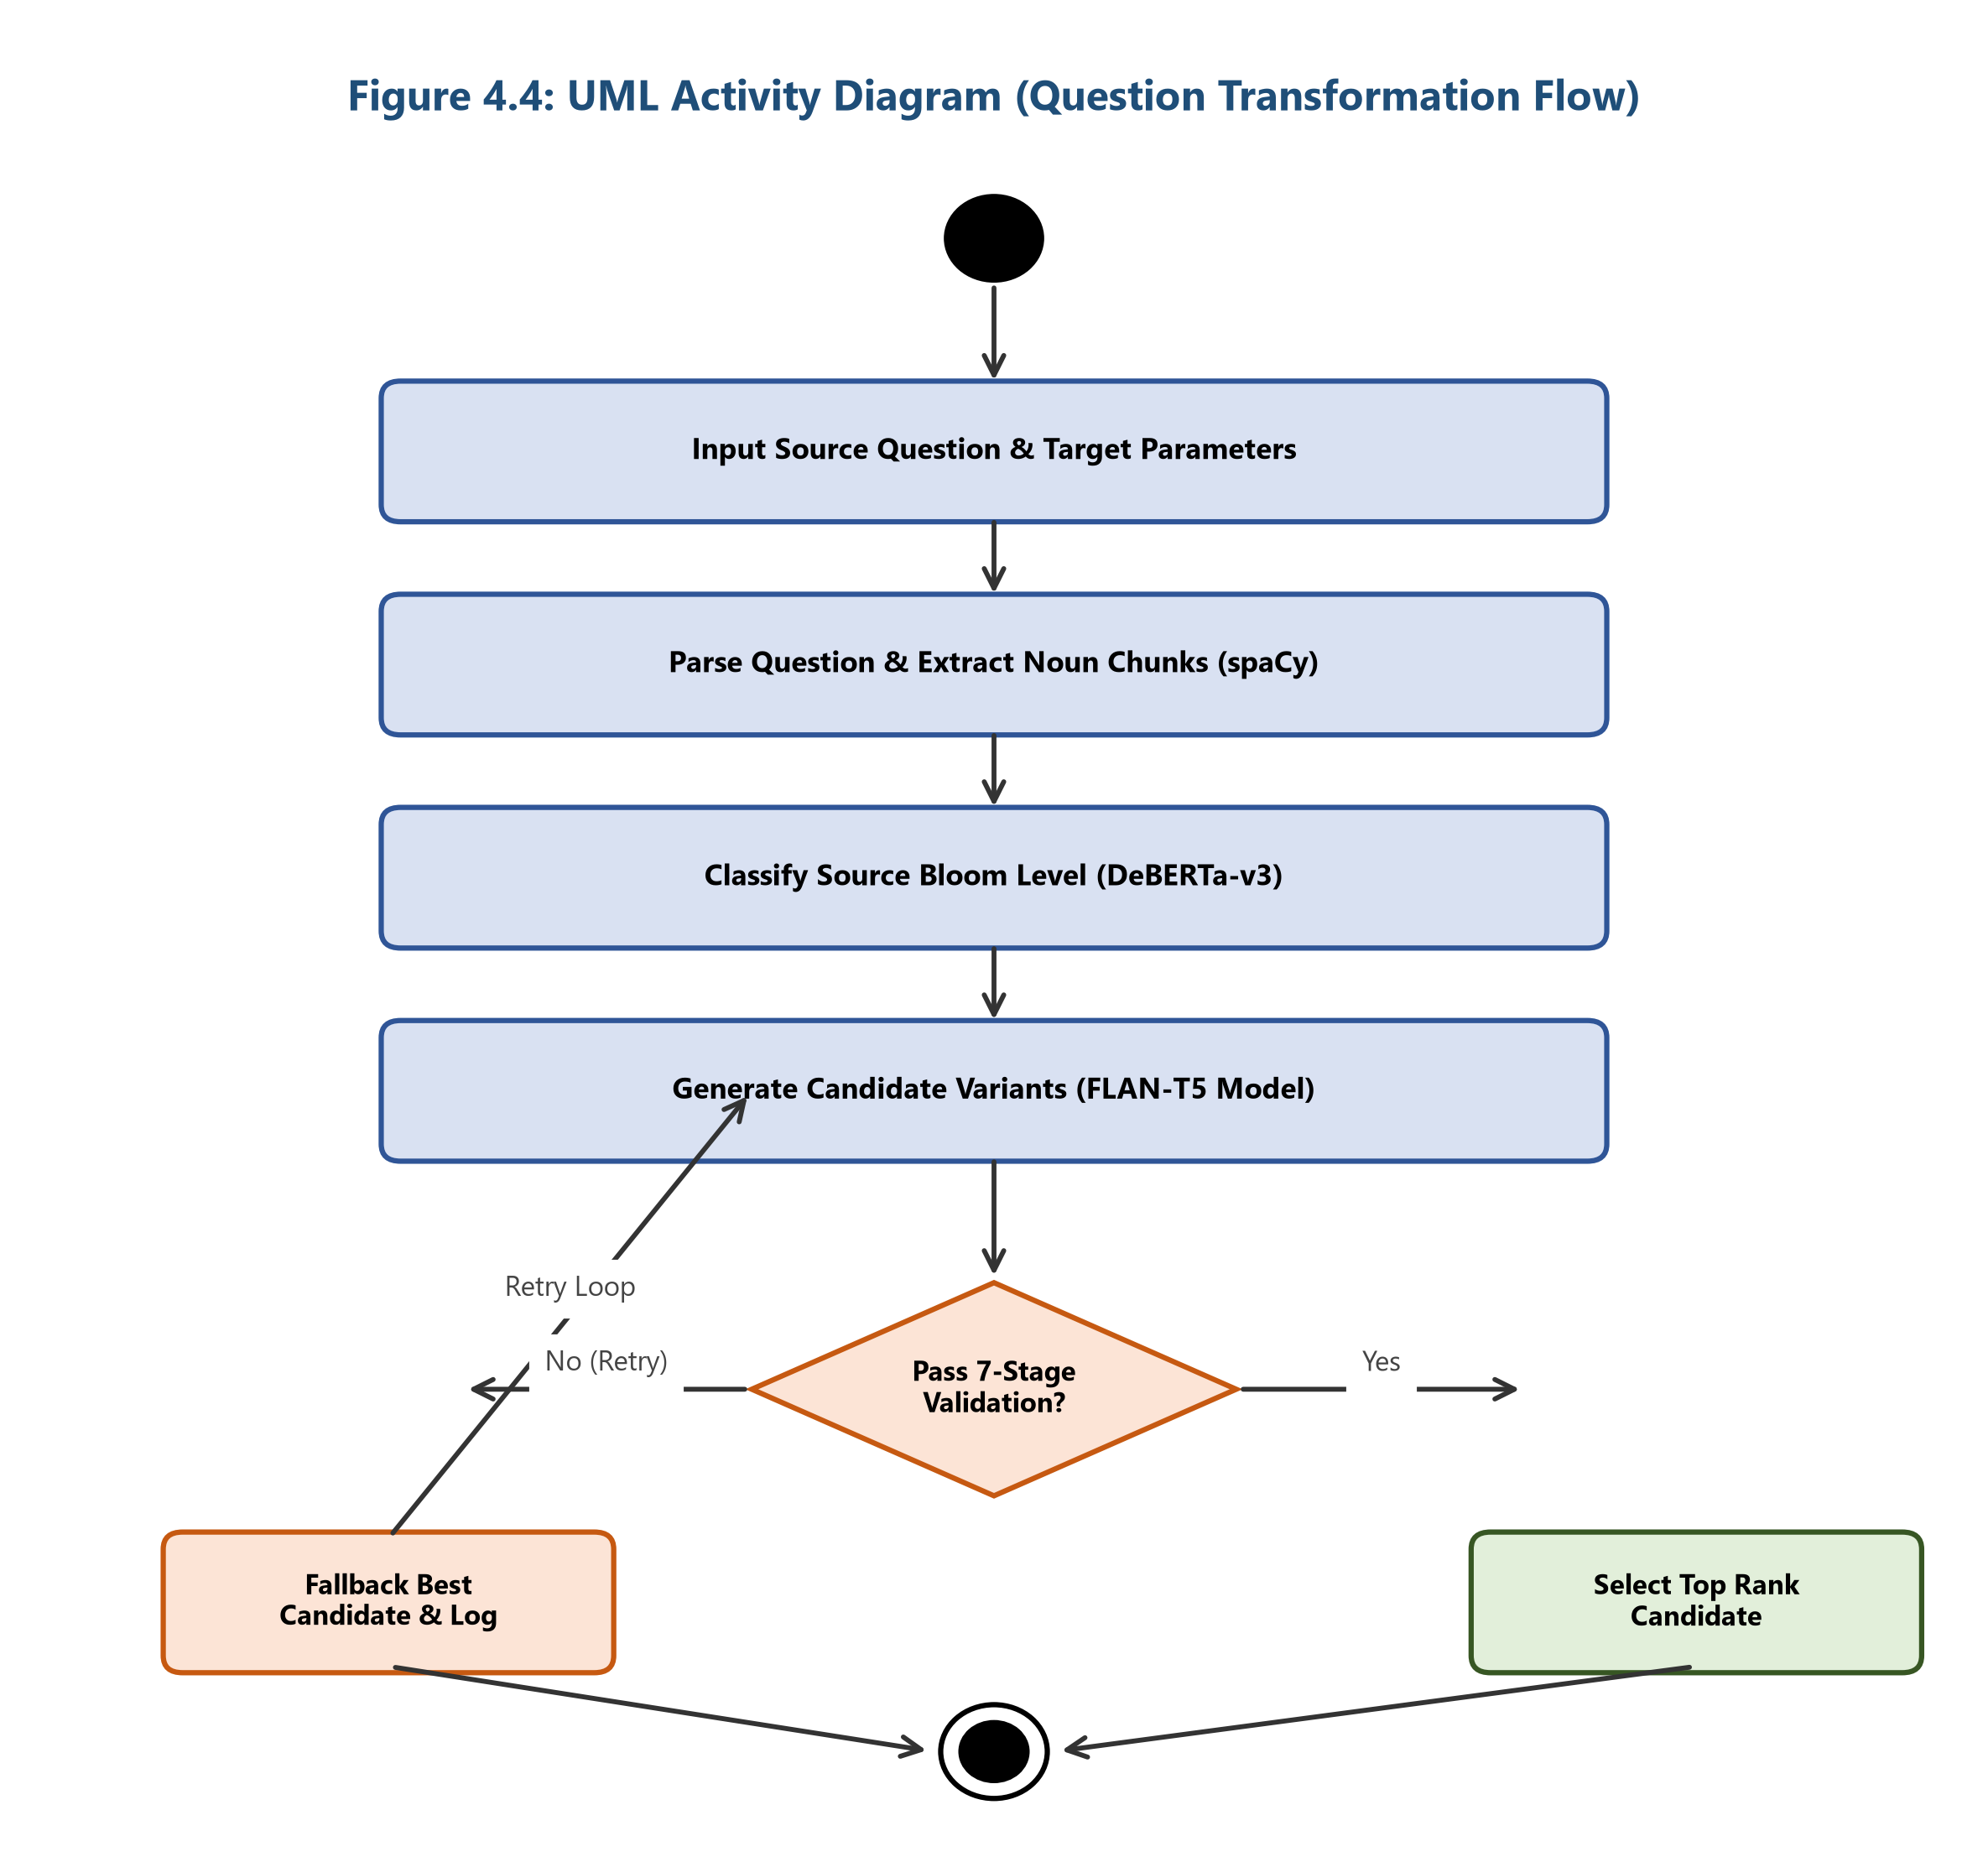 Figure 4.4: UML Activity Diagram (Question Transformation Flow)
Input Source Question & Target Parameters
Parse Question & Extract Noun Chunks (spaCy)
Classify Source Bloom Level (DeBERTa-v3)
Generate Candidate Variants (FLAN-T5 Model)
Retry Loop
No (Retry)
Pass 7-Stage
Validation?
Yes
Fallback Best
Candidate & Log
Select Top Rank
Candidate